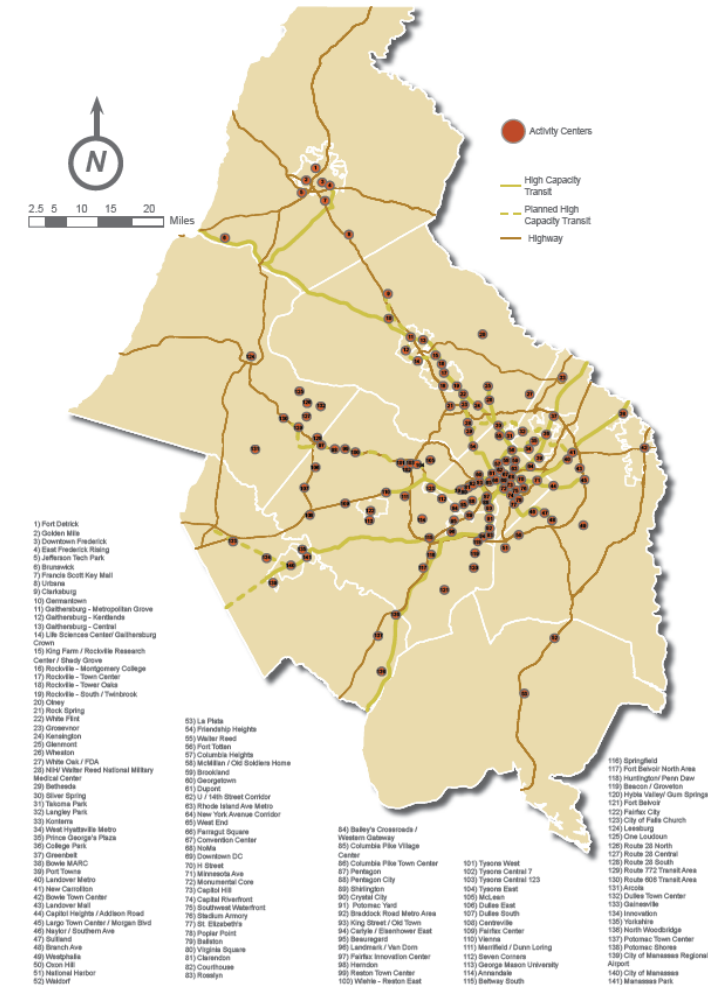 Activity Centers
N
High Capacity
Transit
Planned High
Capacity Transit
2.5 5 10 15 20
Miles
Highway
1) Fort Detrick
2) Golden Mile
3) Downtown Frederick
4) East Frederick Rising
5) Jefferson Tech Park
6) Brunswick
7) Francis Scott Key Mall
8) Urbana
9) Clarksburg
10) Germantown
11) Gaithersburg - Metropolitan Grove
12) Gaithersburg - Kentlands
13) Gaithersburg - Central
14) Life Sciences Center/ Gaithersburg
Crown
15) King Farm / Rockville Research
Center / Shady Grove
16) Rockville - Montgomery College
17) Rockville - Town Center
18) Rockville - Tower Oaks
19) Rockville - South / Twinbrook
20) Olney
21) Rock Spring
22) White Flint
23) Grosvenor
24) Kensington
25) Glenmont
26) Wheaton
27) White Oak / FDA
28) NIH/ Walter Reed National Military
Medical Center
29) Bethesda
30) Silver Spring
31) Takoma Park
32) Langley Park
33) Konterra
34) West Hyattsville Metro
35) Prince George's Plaza
36) College Park
37) Greenbelt
38) Bowie MARC
39) Port Towns
40) Landover Metro
41) New Carrollton
42) Bowie Town Center
43) Landover Mall
44) Capitol Heights / Addison Road
45) Largo Town Center / Morgan Blvd
46) Naylor / Southern Ave
47) Suitland
48) Branch Ave
49) Westphalia
50) Oxon Hill
51) National Harbor
52) Waldorf
53) La Plata
54) Friendship Heights
55) Walter Reed
56) Fort Totten
57) Columbia Heights
58) McMillan / Old Soldiers Home
59) Brookland
60) Georgetown
61) Dupont
62) U / 14th Street Corridor
63) Rhode Island Ave Metro
64) New York Avenue Corridor
65) West End
66) Farragut Square
67) Convention Center
68) NoMa
69) Downtown DC
70) H Street
71) Minnesota Ave
72) Monumental Core
73) Capitol Hill
74) Capitol Riverfront
75) Southwest Waterfront
76) Stadium Armory
77) St. Elizabeth's
78) Poplar Point
79) Ballston
80) Virginia Square
81) Clarendon
82) Courthouse
83) Rosslyn
84) Bailey's Crossroads /
Western Gateway
85) Columbia Pike Village
Center
86) Columbia Pike Town Center
87) Pentagon
88) Pentagon City
89) Shirlington
90) Crystal City
91) Potomac Yard
92) Braddock Road Metro Area
93) King Street / Old Town
94) Carlyle / Eisenhower East
95) Beauregard
96) Landmark / Van Dorn
97) Fairfax Innovation Center
98) Herndon
99) Reston Town Center
100) Wiehle - Reston East
101) Tysons West
102) Tysons Central 7
103) Tysons Central 123
104) Tysons East
105) McLean
106) Dulles East
107) Dulles South
108) Centreville
109) Fairfax Center
110) Vienna
111) Merrifield / Dunn Loring
112) Seven Corners
113) George Mason University
114) Annandale
115) Beltway South
116) Springfield
117) Fort Belvoir North Area
118) Huntington/ Penn Daw
119) Beacon / Groveton
120) Hybla Valley/ Gum Springs
121) Fort Belvoir
122) Fairfax City
123) City of Falls Church
124) Leesburg
125) One Loudoun
126) Route 28 North
127) Route 28 Central
128) Route 28 South
129) Route 772 Transit Area
130) Route 606 Transit Area
131) Arcola
132) Dulles Town Center
133) Gainesville
134) Innovation
135) Yorkshire
136) North Woodbridge
137) Potomac Town Center
138) Potomac Shores
139) City of Manassas Regional
Airport
140) City of Manassas
141) Manassas Park